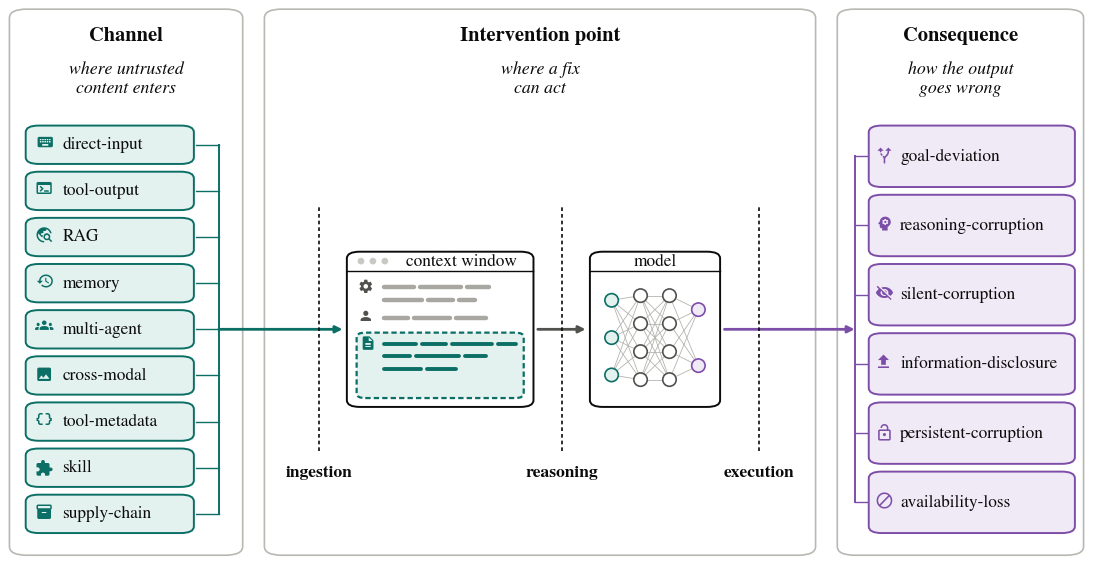 Channel
where untrusted
content enters
direct-input
tool-output
RAG
memory
multi-agent
cross-modal
tool-metadata
skill
supply-chain
Intervention point
where a fix
can act
context window
model
ingestion
reasoning
execution
Consequence
how the output
goes wrong
goal-deviation
reasoning-corruption
silent-corruption
information-disclosure
persistent-corruption
availability-loss